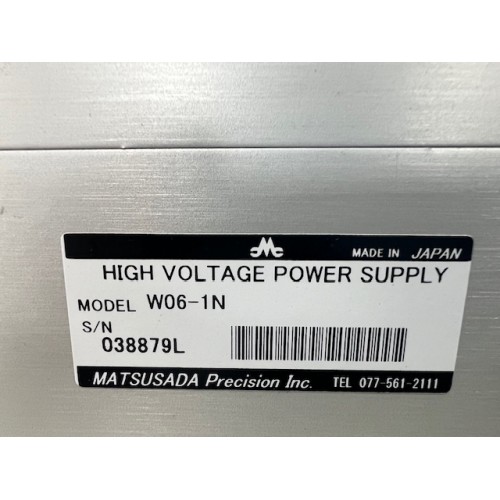 MADE IN JAPAN
HIGH VOLTAGE POWER SUPPLY
MODEL W06-1N
S/N
038879L
MATSUSADA Precision Inc. TEL 077-561-2111